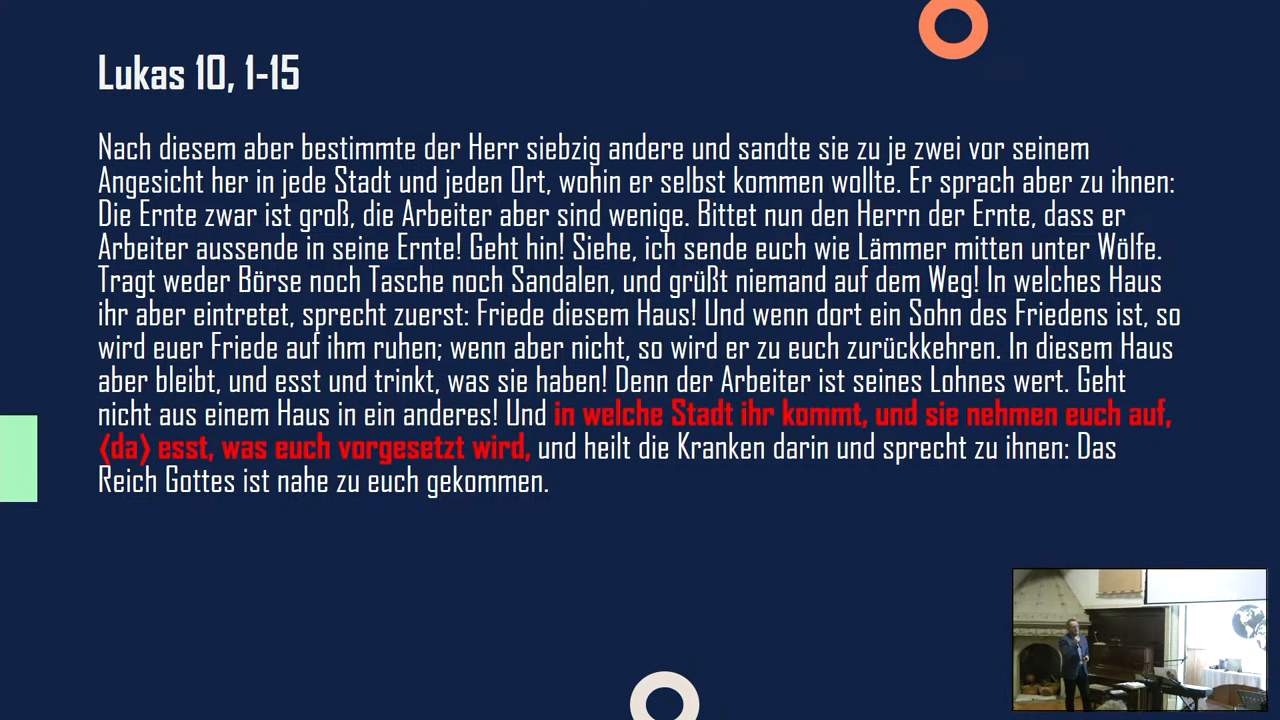 Lukas 10, 1-15
Nach diesem aber bestimmte der Herr siebzig andere und sandte sie zu je zwei vor seinem
Angesicht her in jede Stadt und jeden Ort, wohin er selbst kommen wollte. Er sprach aber zu ihnen:
Die Ernte zwar ist groß, die Arbeiter aber sind wenige. Bittet nun den Herrn der Ernte, dass er
Arbeiter aussende in seine Ernte! Geht hin! Siehe, ich sende euch wie Lämmer mitten unter Wölfe.
Tragt weder Börse noch Tasche noch Sandalen, und grüßt niemand auf dem Weg! In welches Haus
ihr aber eintretet, sprecht zuerst: Friede diesem Haus! Und wenn dort ein Sohn des Friedens ist, so
wird euer Friede auf ihm ruhen; wenn aber nicht, so wird er zu euch zurückkehren. In diesem Haus
aber bleibt, und esst und trinkt, was sie haben! Denn der Arbeiter ist seines Lohnes wert. Geht
nicht aus einem Haus in ein anderes! Und in welche Stadt ihr kommt, und sie nehmen euch auf,
⟨da⟩ esst, was euch vorgesetzt wird, und heilt die Kranken darin und sprecht zu ihnen: Das
Reich Gottes ist nahe zu euch gekommen.